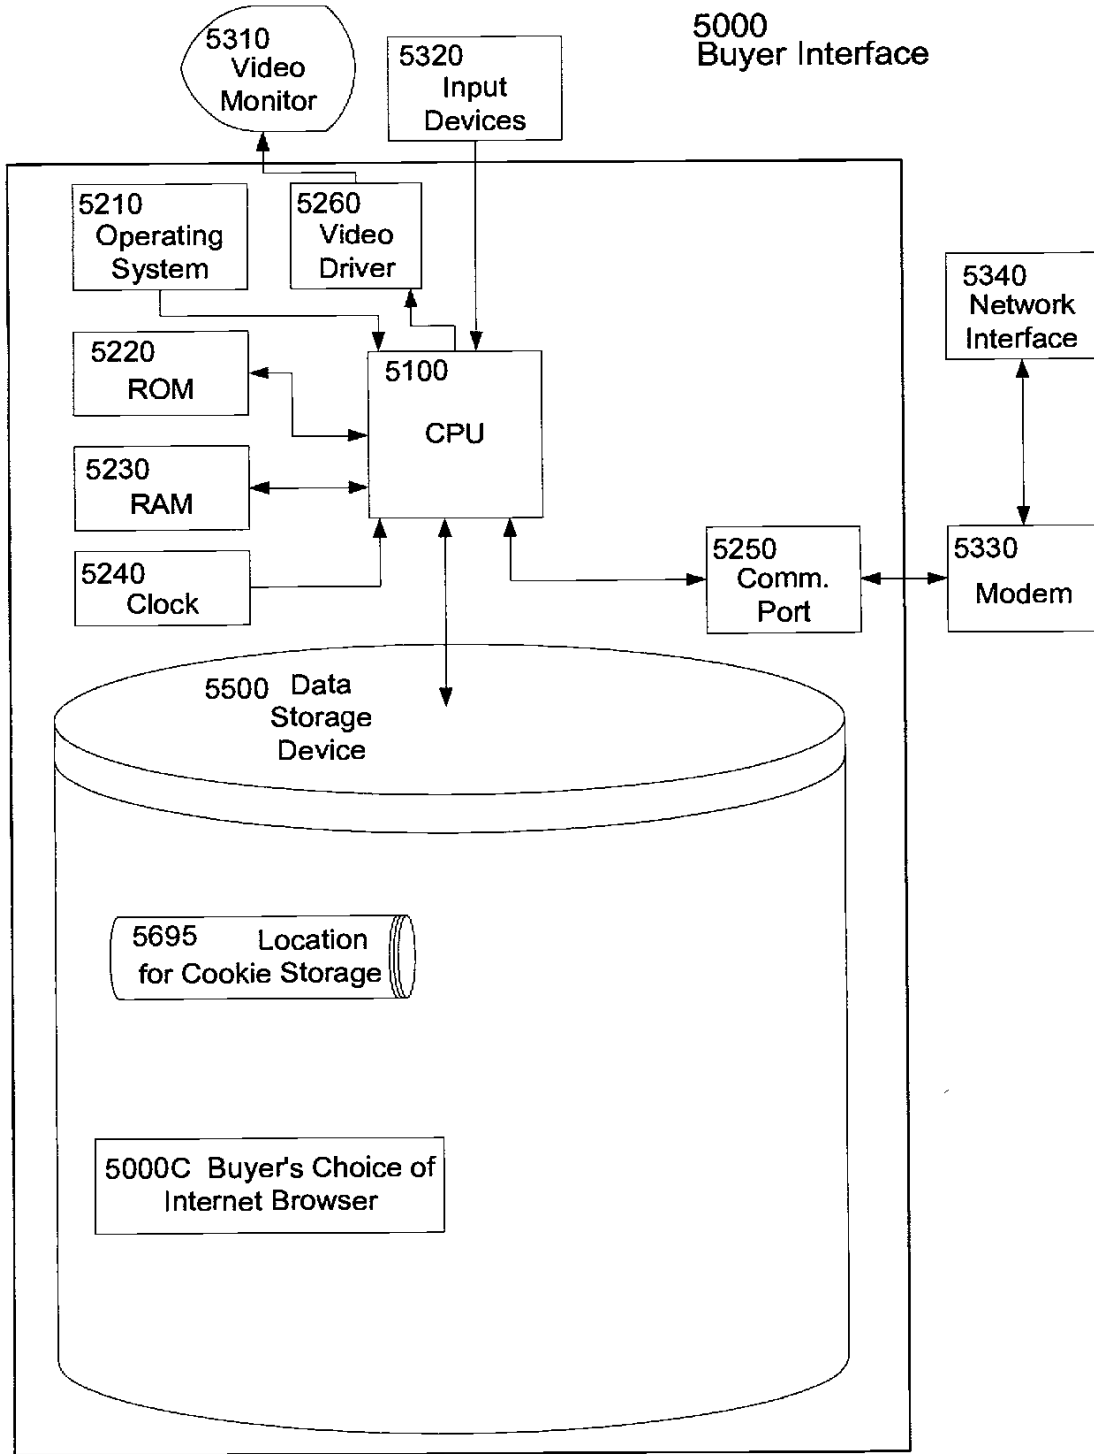 5000
Buyer Interface
5310
Video
Monitor
5320
Input
Devices
5210
Operating
System
5260
Video
Driver
5340
Network
Interface
5220
ROM
5100
CPU
5230
RAM
5240
Clock
5250
Comm.
Port
5330
Modem
5500 Data
Storage
Device
5695 Location
for Cookie Storage
5000C Buyer's Choice of
Internet Browser